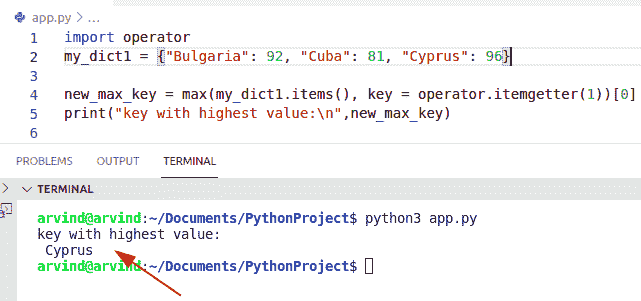 app.py > ...
1 import operator
2 my_dict1 = {"Bulgaria": 92, "Cuba": 81, "Cyprus": 96}
3
4 new_max_key = max(my_dict1.items(), key = operator.itemgetter(1))[0]
5 print("key with highest value:\n",new_max_key)
6
PROBLEMS OUTPUT TERMINAL
TERMINAL
arvind@arvind:~/Documents/PythonProject$ python3 app.py
key with highest value:
 Cyprus
arvind@arvind:~/Documents/PythonProject$